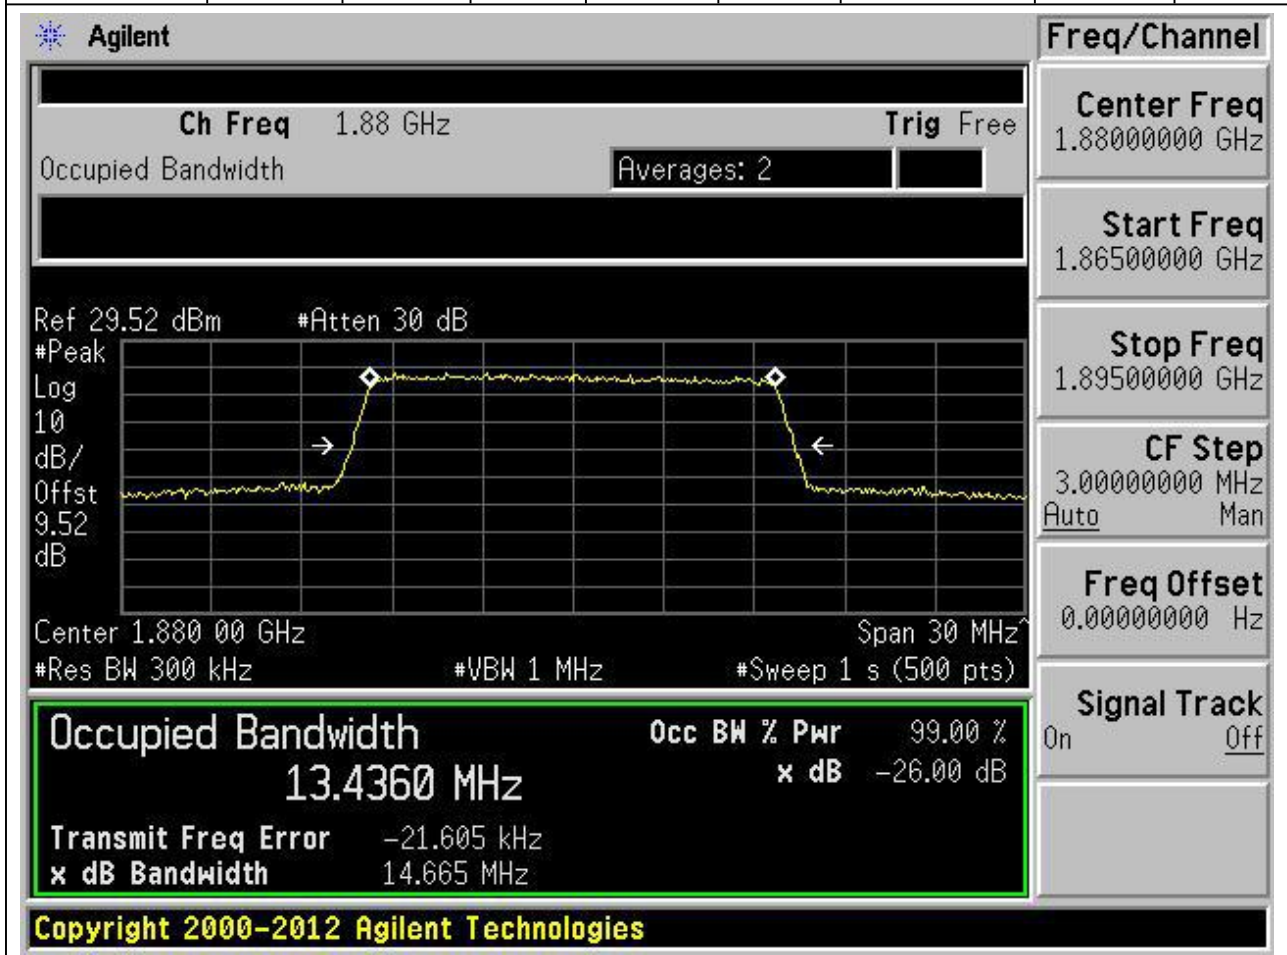 Agilent
Freq/Channel
Ch Freq 1.88 GHz Trig Free
Occupied Bandwidth Averages: 2
Center Freq
1.88000000 GHz
Start Freq
1.86500000 GHz
Ref 29.52 dBm #Atten 30 dB
#Peak
Log
10
dB/
Offst
9.52
dB
Stop Freq
1.89500000 GHz
CF Step
3.00000000 MHz
Auto Man
Freq Offset
0.00000000 Hz
Center 1.880 00 GHz Span 30 MHz^
#Res BW 300 kHz #VBW 1 MHz #Sweep 1 s (500 pts)
Signal Track
On Off
Occupied Bandwidth Occ BW % Pwr 99.00 %
13.4360 MHz x dB -26.00 dB
Transmit Freq Error -21.605 kHz
x dB Bandwidth 14.665 MHz
Copyright 2000-2012 Agilent Technologies